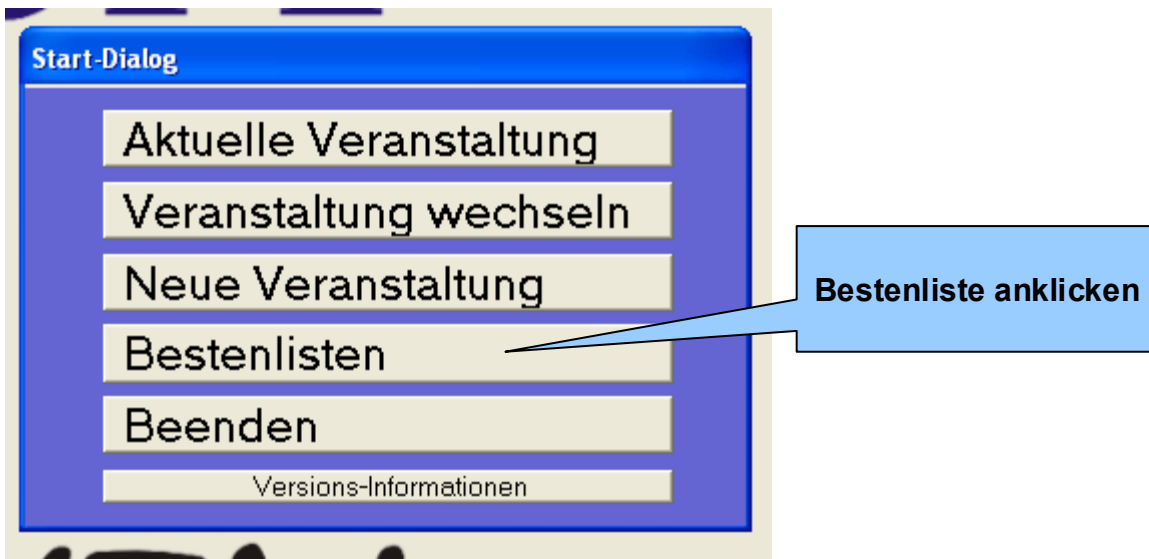 Start-Dialog
Aktuelle Veranstaltung
Veranstaltung wechseln
Neue Veranstaltung
Bestenlisten
Bestenliste anklicken
Beenden
Versions-Informationen